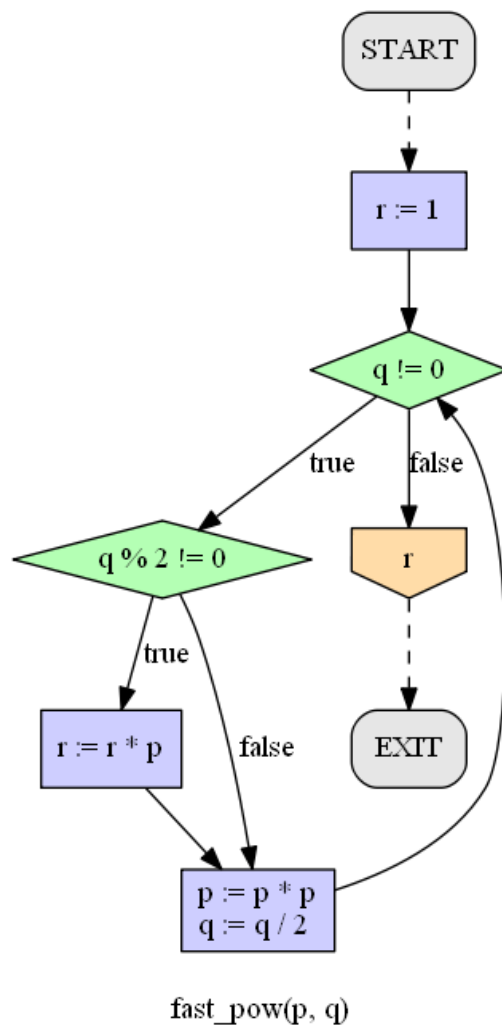 START
r := 1
q != 0
true
false
q % 2 != 0
r
true
false
r := r * p
EXIT
p := p * p
q := q / 2
fast_pow(p, q)